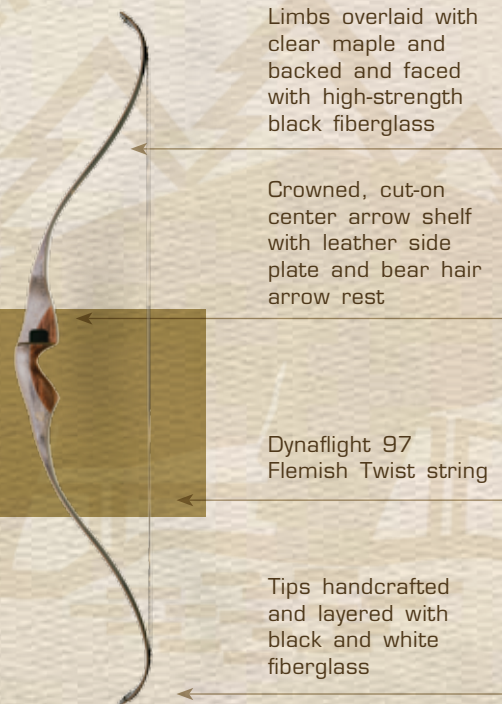 Limbs overlaid with
clear maple and
backed and faced
with high-strength
black fiberglass
Crowned, cut-on
center arrow shelf
with leather side
plate and bear hair
arrow rest
Dynaflight 97
Flemish Twist string
Tips handcrafted
and layered with
black and white
fiberglass